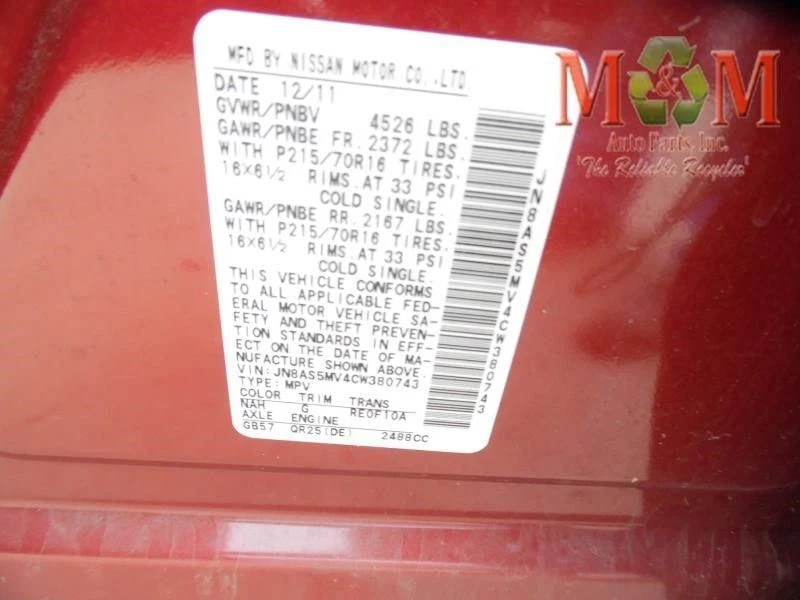 MFD BY NISSAN MOTOR CO.,LTD.
DATE 12/11
GVWR/PNBV 4526 LBS.
GAWR/PNBE FR. 2372 LBS.
WITH P215/70R16 TIRES.
16X6½ RIMS. AT 33 PSI
COLD SINGLE.
GAWR/PNBE RR. 2167 LBS.
WITH P215/70R16 TIRES.
16X6½ RIMS. AT 33 PSI
COLD SINGLE.
THIS VEHICLE CONFORMS
TO ALL APPLICABLE FED-
ERAL MOTOR VEHICLE SA-
FETY AND THEFT PREVEN-
TION STANDARDS IN EFF-
ECT ON THE DATE OF MA-
NUFACTURE SHOWN ABOVE.
VIN: JN8AS5MV4CW380743
TYPE: MPV
COLOR TRIM TRANS
NAH G RE0F10A
AXLE ENGINE
GB57 QR25(DE) 2488CC
JN8AS5MV4CW380743
M&M
Auto Parts, Inc.
"The Reliable Recycler"